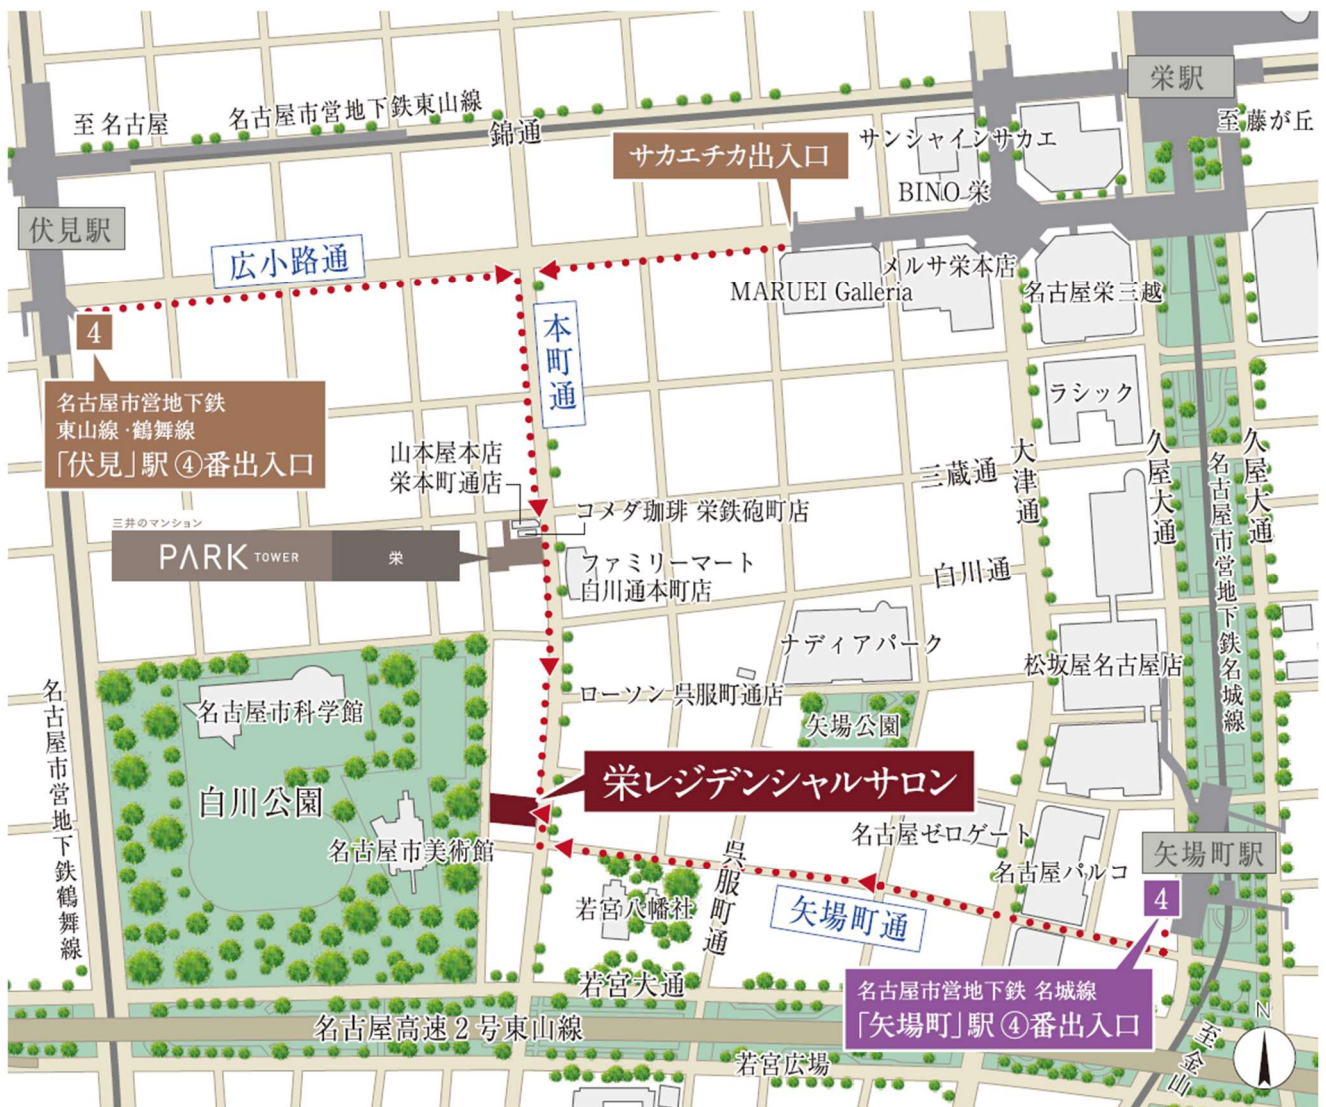 栄駅
至 名古屋
名古屋市営地下鉄東山線
錦通
至 藤が丘
サカエチカ出入口
サンシャインサカエ
BINO 栄
伏見駅
広小路通
メルサ栄本店
MARUEI Galleria
名古屋栄三越
4
本町通
名古屋市営地下鉄
東山線・鶴舞線
「伏見」駅④番出入口
ラシック
山本屋本店
栄本町通店
三蔵通
大津通
久屋大通
名古屋市営地下鉄名城線
久屋大通
コメダ珈琲 栄鉄砲町店
三井のマンション
PARK TOWER 栄
ファミリーマート
白川通本町店
白川通
ナディアパーク
松坂屋名古屋店
名古屋市営地下鉄鶴舞線
名古屋市科学館
ローソン 呉服町通店
矢場公園
白川公園
栄レジデンシャルサロン
名古屋市美術館
名古屋ゼロゲート
名古屋パルコ
矢場町駅
呉服町通
4
若宮八幡社
矢場町通
若宮大通
名古屋市営地下鉄 名城線
「矢場町」駅④番出入口
名古屋高速2号東山線
若宮広場
至 金山
N